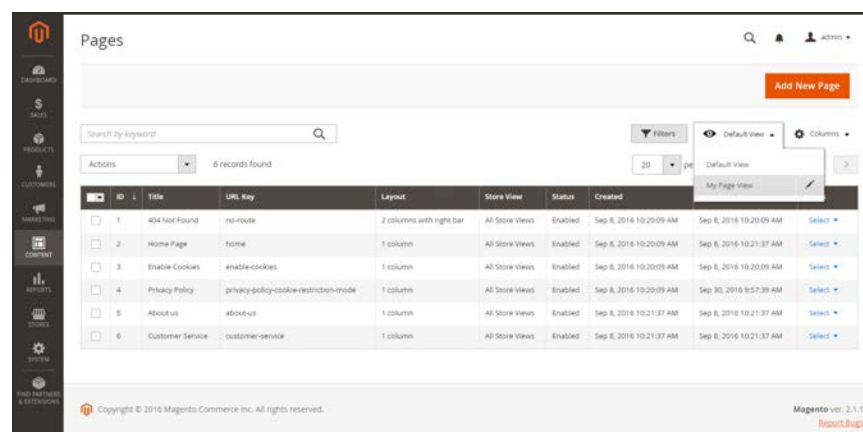 Pages
admin
DASHBOARD
SALES
PRODUCTS
CUSTOMERS
MARKETING
CONTENT
REPORTS
STORES
SYSTEM
FIND PARTNERS
& EXTENSIONS
Add New Page
Search by keyword
Filters
Default View
Columns
Actions
6 records found
20
pe
Default View
My Page View
ID Title URL Key Layout Store View Status Created
1 404 Not Found no-route 2 columns with right bar All Store Views Enabled Sep 8, 2016 10:20:09 AM Sep 8, 2016 10:20:09 AM Select
2 Home Page home 1 column All Store Views Enabled Sep 8, 2016 10:20:09 AM Sep 8, 2016 10:21:37 AM Select
3 Enable Cookies enable-cookies 1 column All Store Views Enabled Sep 8, 2016 10:20:09 AM Sep 8, 2016 10:20:09 AM Select
4 Privacy Policy privacy-policy-cookie-restriction-mode 1 column All Store Views Enabled Sep 8, 2016 10:20:09 AM Sep 30, 2016 9:57:39 AM Select
5 About us about-us 1 column All Store Views Enabled Sep 8, 2016 10:21:37 AM Sep 8, 2016 10:21:37 AM Select
6 Customer Service customer-service 1 column All Store Views Enabled Sep 8, 2016 10:21:37 AM Sep 8, 2016 10:21:37 AM Select
Copyright © 2016 Magento Commerce Inc. All rights reserved.
Magento ver. 2.1.1
Report Bugs